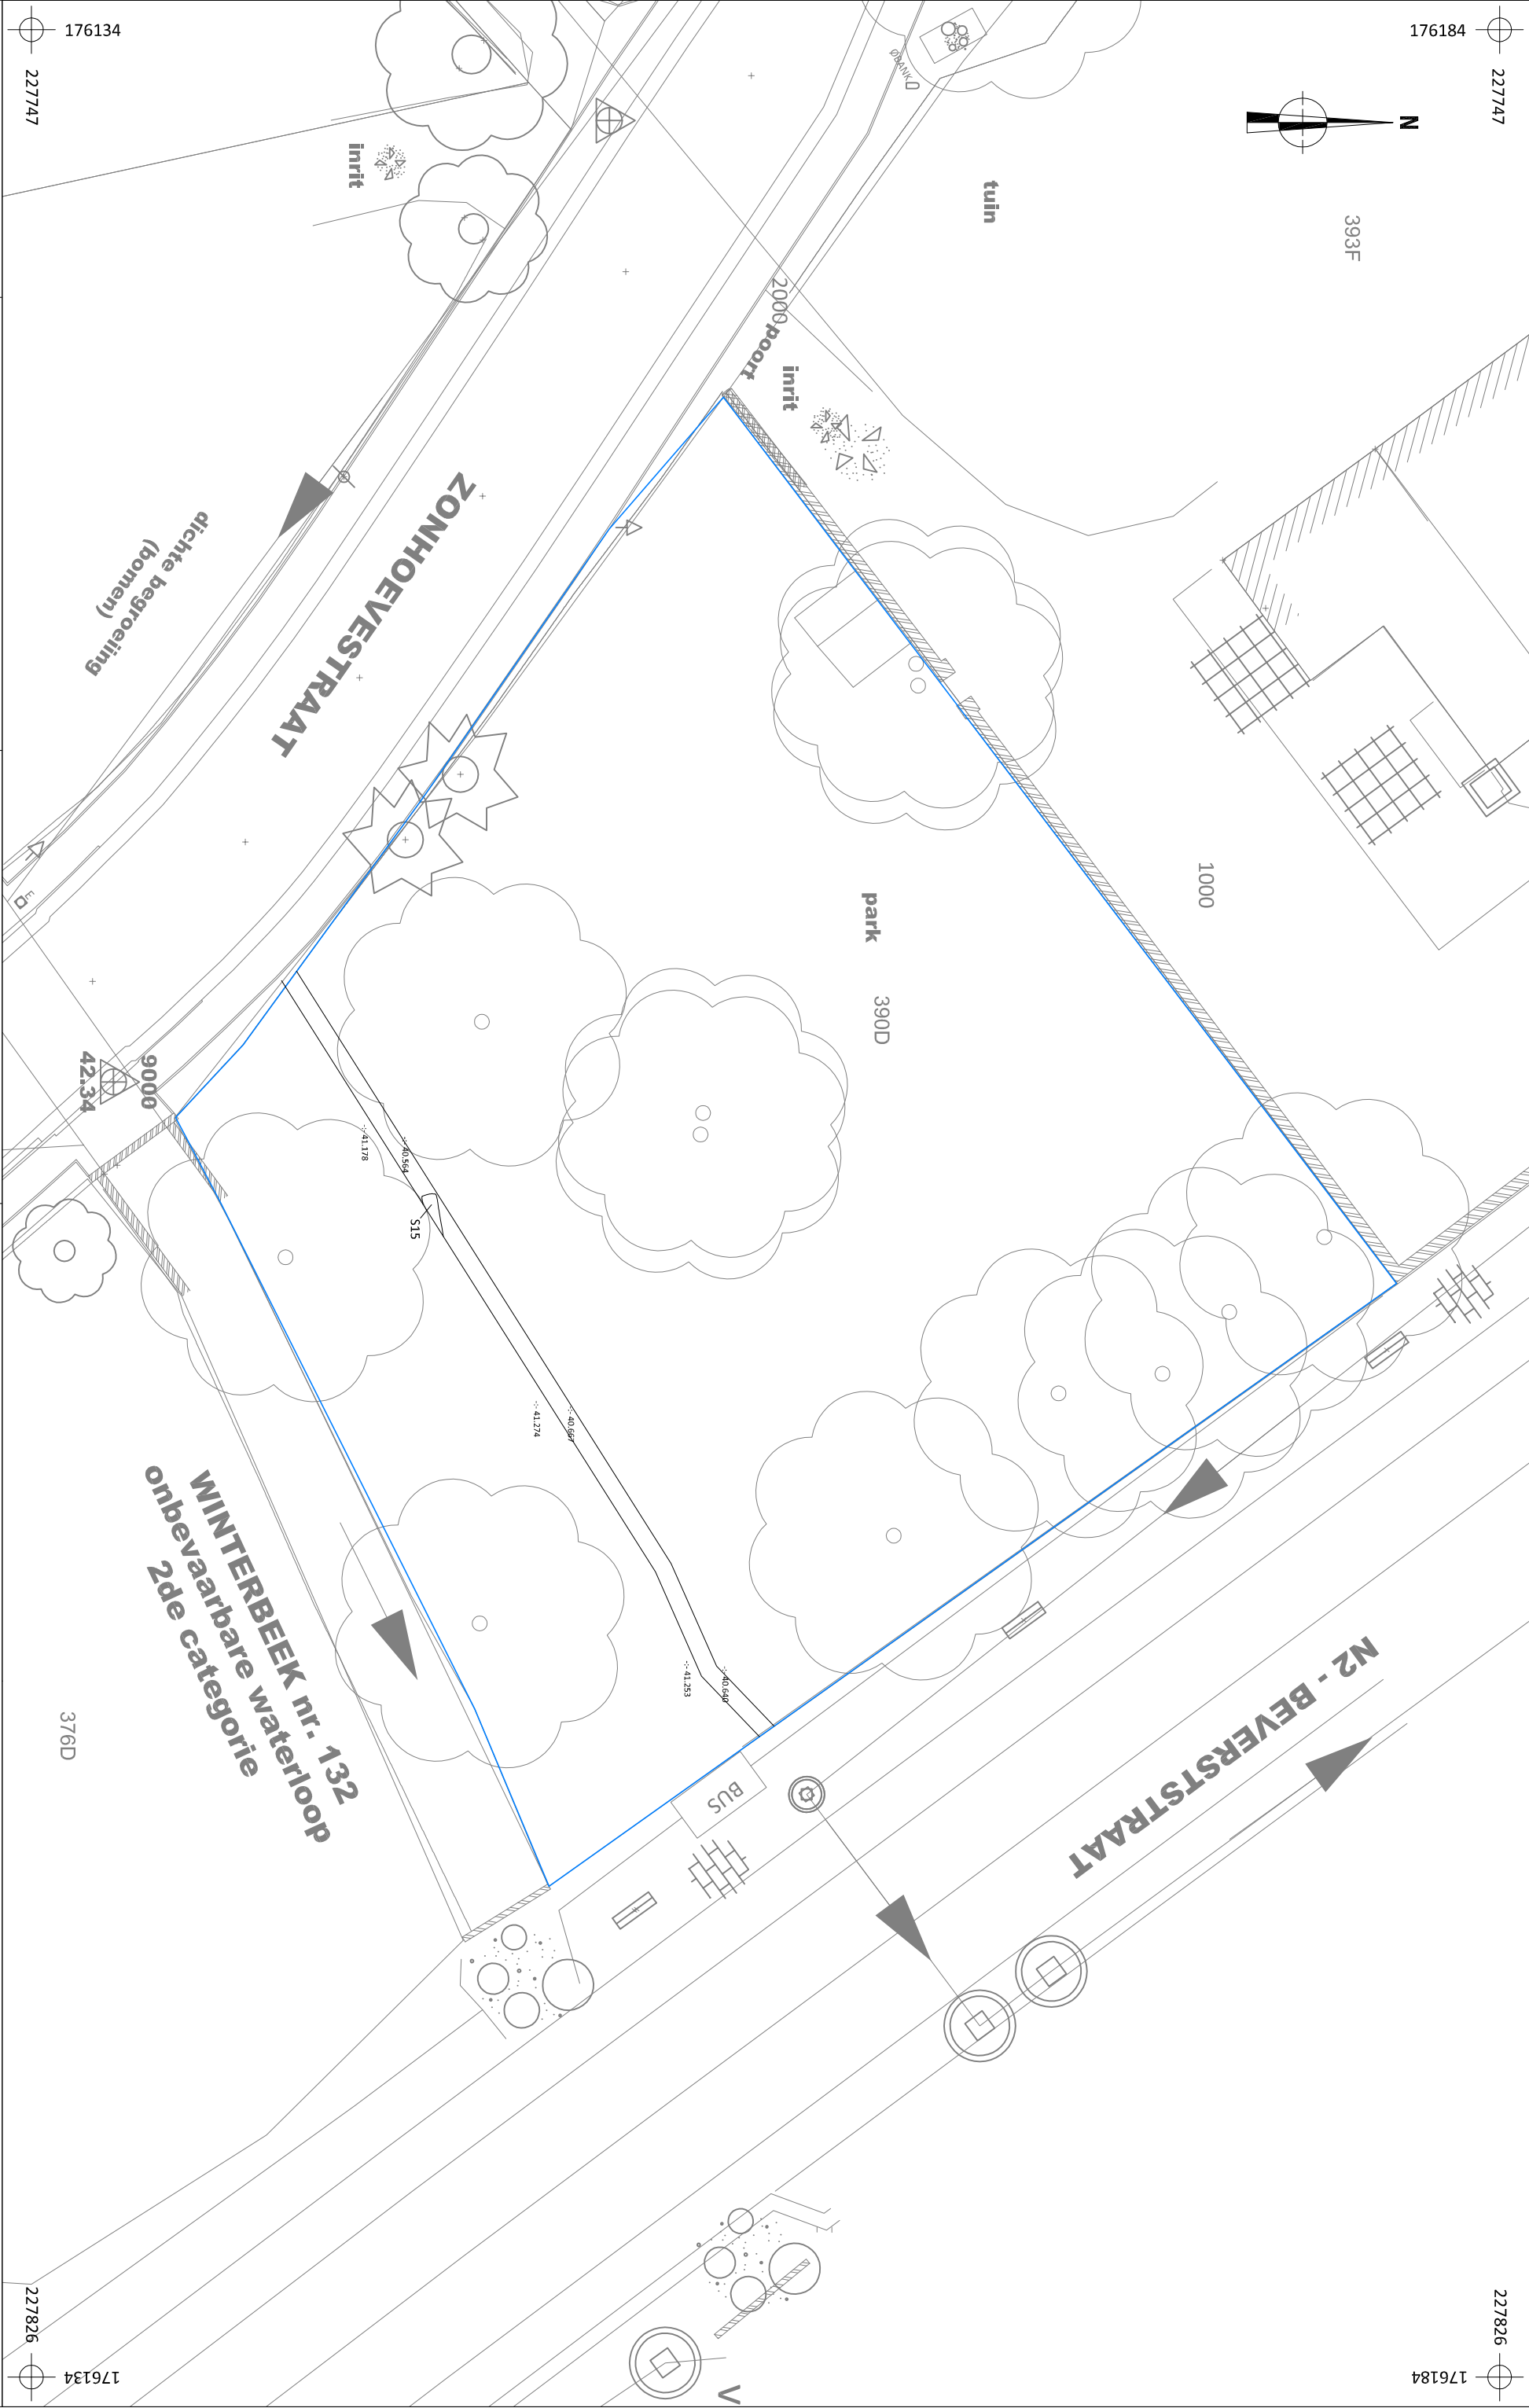 176134
227747
176184
227747
N
ØBANK
inrit
tuin
393F
2000
poort
inrit
ZONHOEVESTRAAT
dichte begroeiing
(bomen)
E
1000
park
390D
9000
42.34
41.178
40.564
S15
41.274
40.667
41.253
40.640
WINTERBEEK nr. 132
onbevaarbare waterloop
2de categorie
376D
BUS
N2 - BEVERSTSTRAAT
V
227826
176134
227826
176184